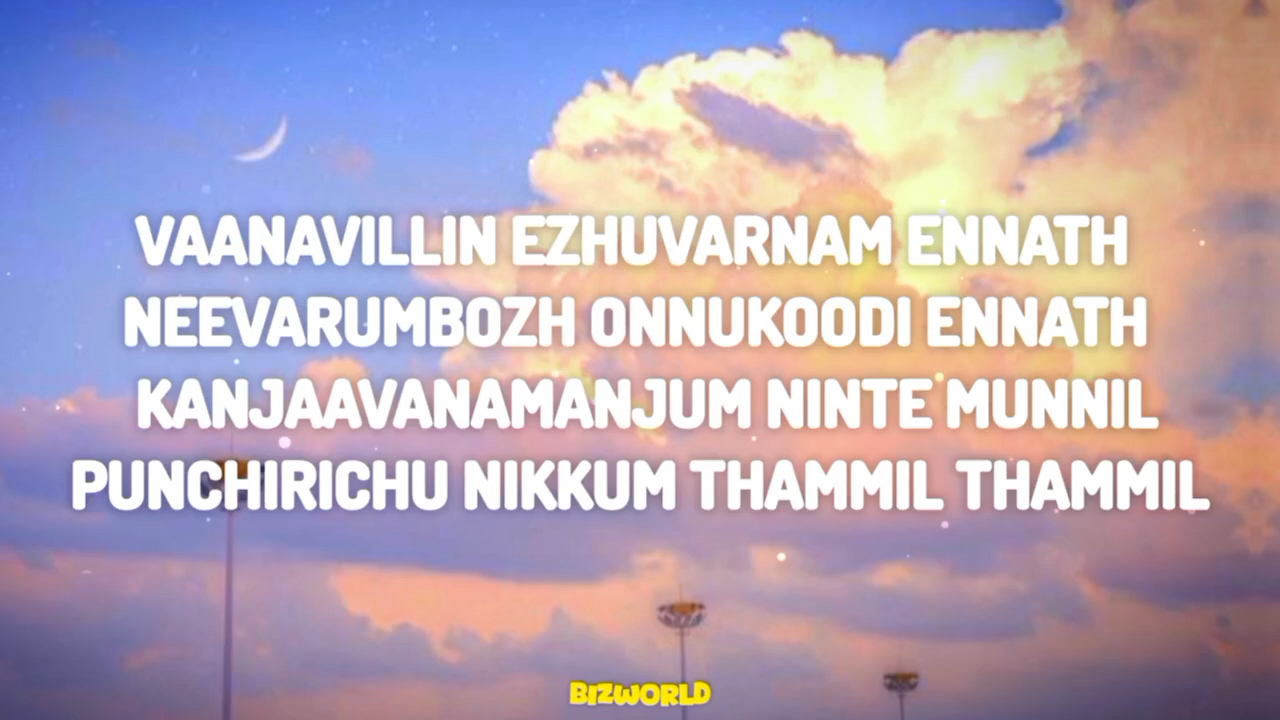 VAANAVILLIN EZHUVARNAM ENNATH
NEEVARUMBOZH ONNUKOODI ENNATH
KANJAAVANAMANJUM NINTE MUNNIL
PUNCHIRICHU NIKKUM THAMMIL THAMMIL
BIZWORLD